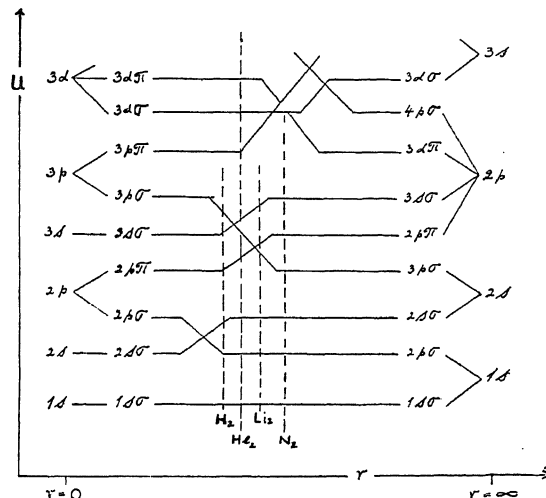 3s
U 3d 3dπ 3dσ
3dσ 4pσ
3pπ 3dπ
3p 2p
3pσ 3sσ
3s 3sσ 2pπ
2pπ 3pσ
2p 2s
2pσ 2sσ
2s 2sσ 2pσ
1s
1s 1sσ 1sσ
H₂ Li₂
He₂ N₂
r
r=0 r=∞